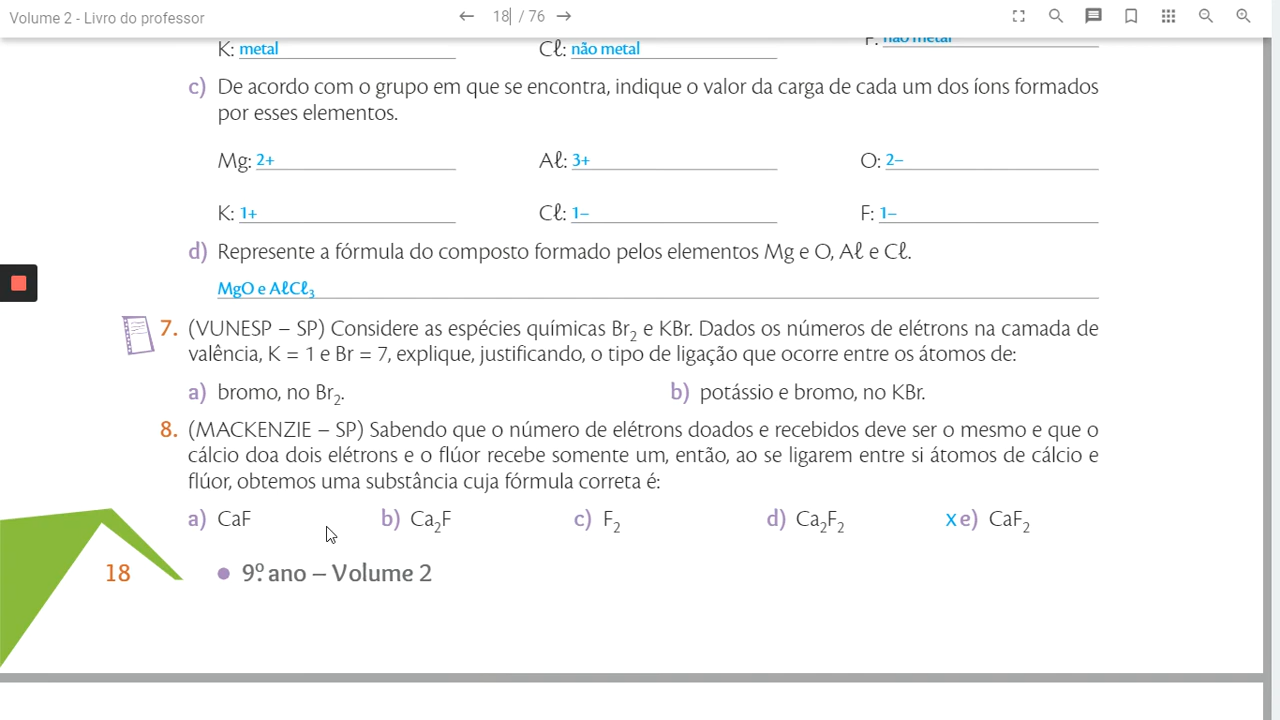 Volume 2 - Livro do professor
18 / 76
K: metal Cℓ: não metal F: não metal
c) De acordo com o grupo em que se encontra, indique o valor da carga de cada um dos íons formados
por esses elementos.
Mg: 2+ Aℓ: 3+ O: 2–
K: 1+ Cℓ: 1– F: 1–
d) Represente a fórmula do composto formado pelos elementos Mg e O, Aℓ e Cℓ.
MgO e AℓCℓ₃
7. (VUNESP – SP) Considere as espécies químicas Br₂ e KBr. Dados os números de elétrons na camada de
valência, K = 1 e Br = 7, explique, justificando, o tipo de ligação que ocorre entre os átomos de:
a) bromo, no Br₂. b) potássio e bromo, no KBr.
8. (MACKENZIE – SP) Sabendo que o número de elétrons doados e recebidos deve ser o mesmo e que o
cálcio doa dois elétrons e o flúor recebe somente um, então, ao se ligarem entre si átomos de cálcio e
flúor, obtemos uma substância cuja fórmula correta é:
a) CaF b) Ca₂F c) F₂ d) Ca₂F₂ x e) CaF₂
18 ● 9º. ano – Volume 2